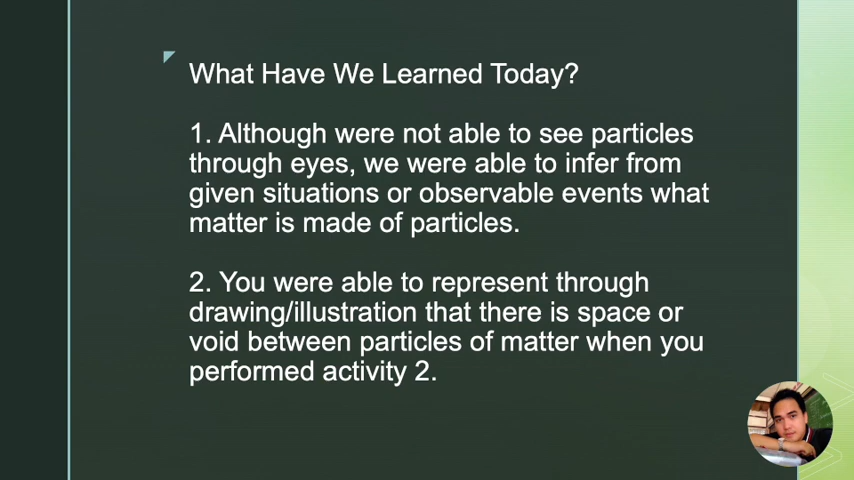 What Have We Learned Today?
1. Although were not able to see particles
through eyes, we were able to infer from
given situations or observable events what
matter is made of particles.
2. You were able to represent through
drawing/illustration that there is space or
void between particles of matter when you
performed activity 2.